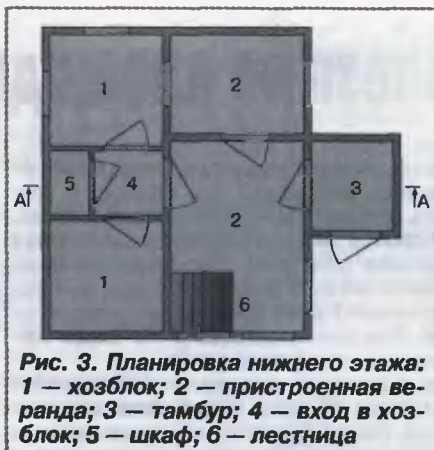 1
2
5
4
3
A
A
2
1
6
Рис. 3. Планировка нижнего этажа:
1 — хозблок; 2 — пристроенная ве-
ранда; 3 — тамбур; 4 — вход в хоз-
блок; 5 — шкаф; 6 — лестница